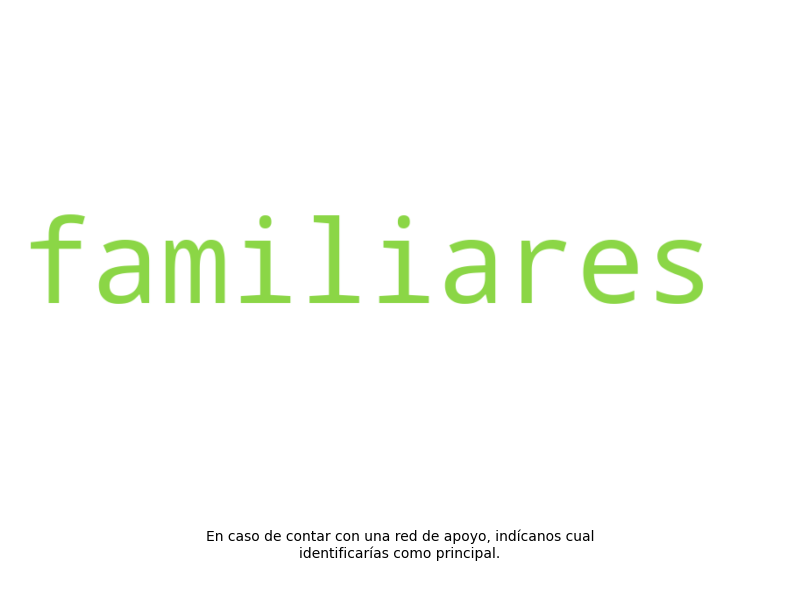 familiares
En caso de contar con una red de apoyo, indícanos cual
identificarías como principal.